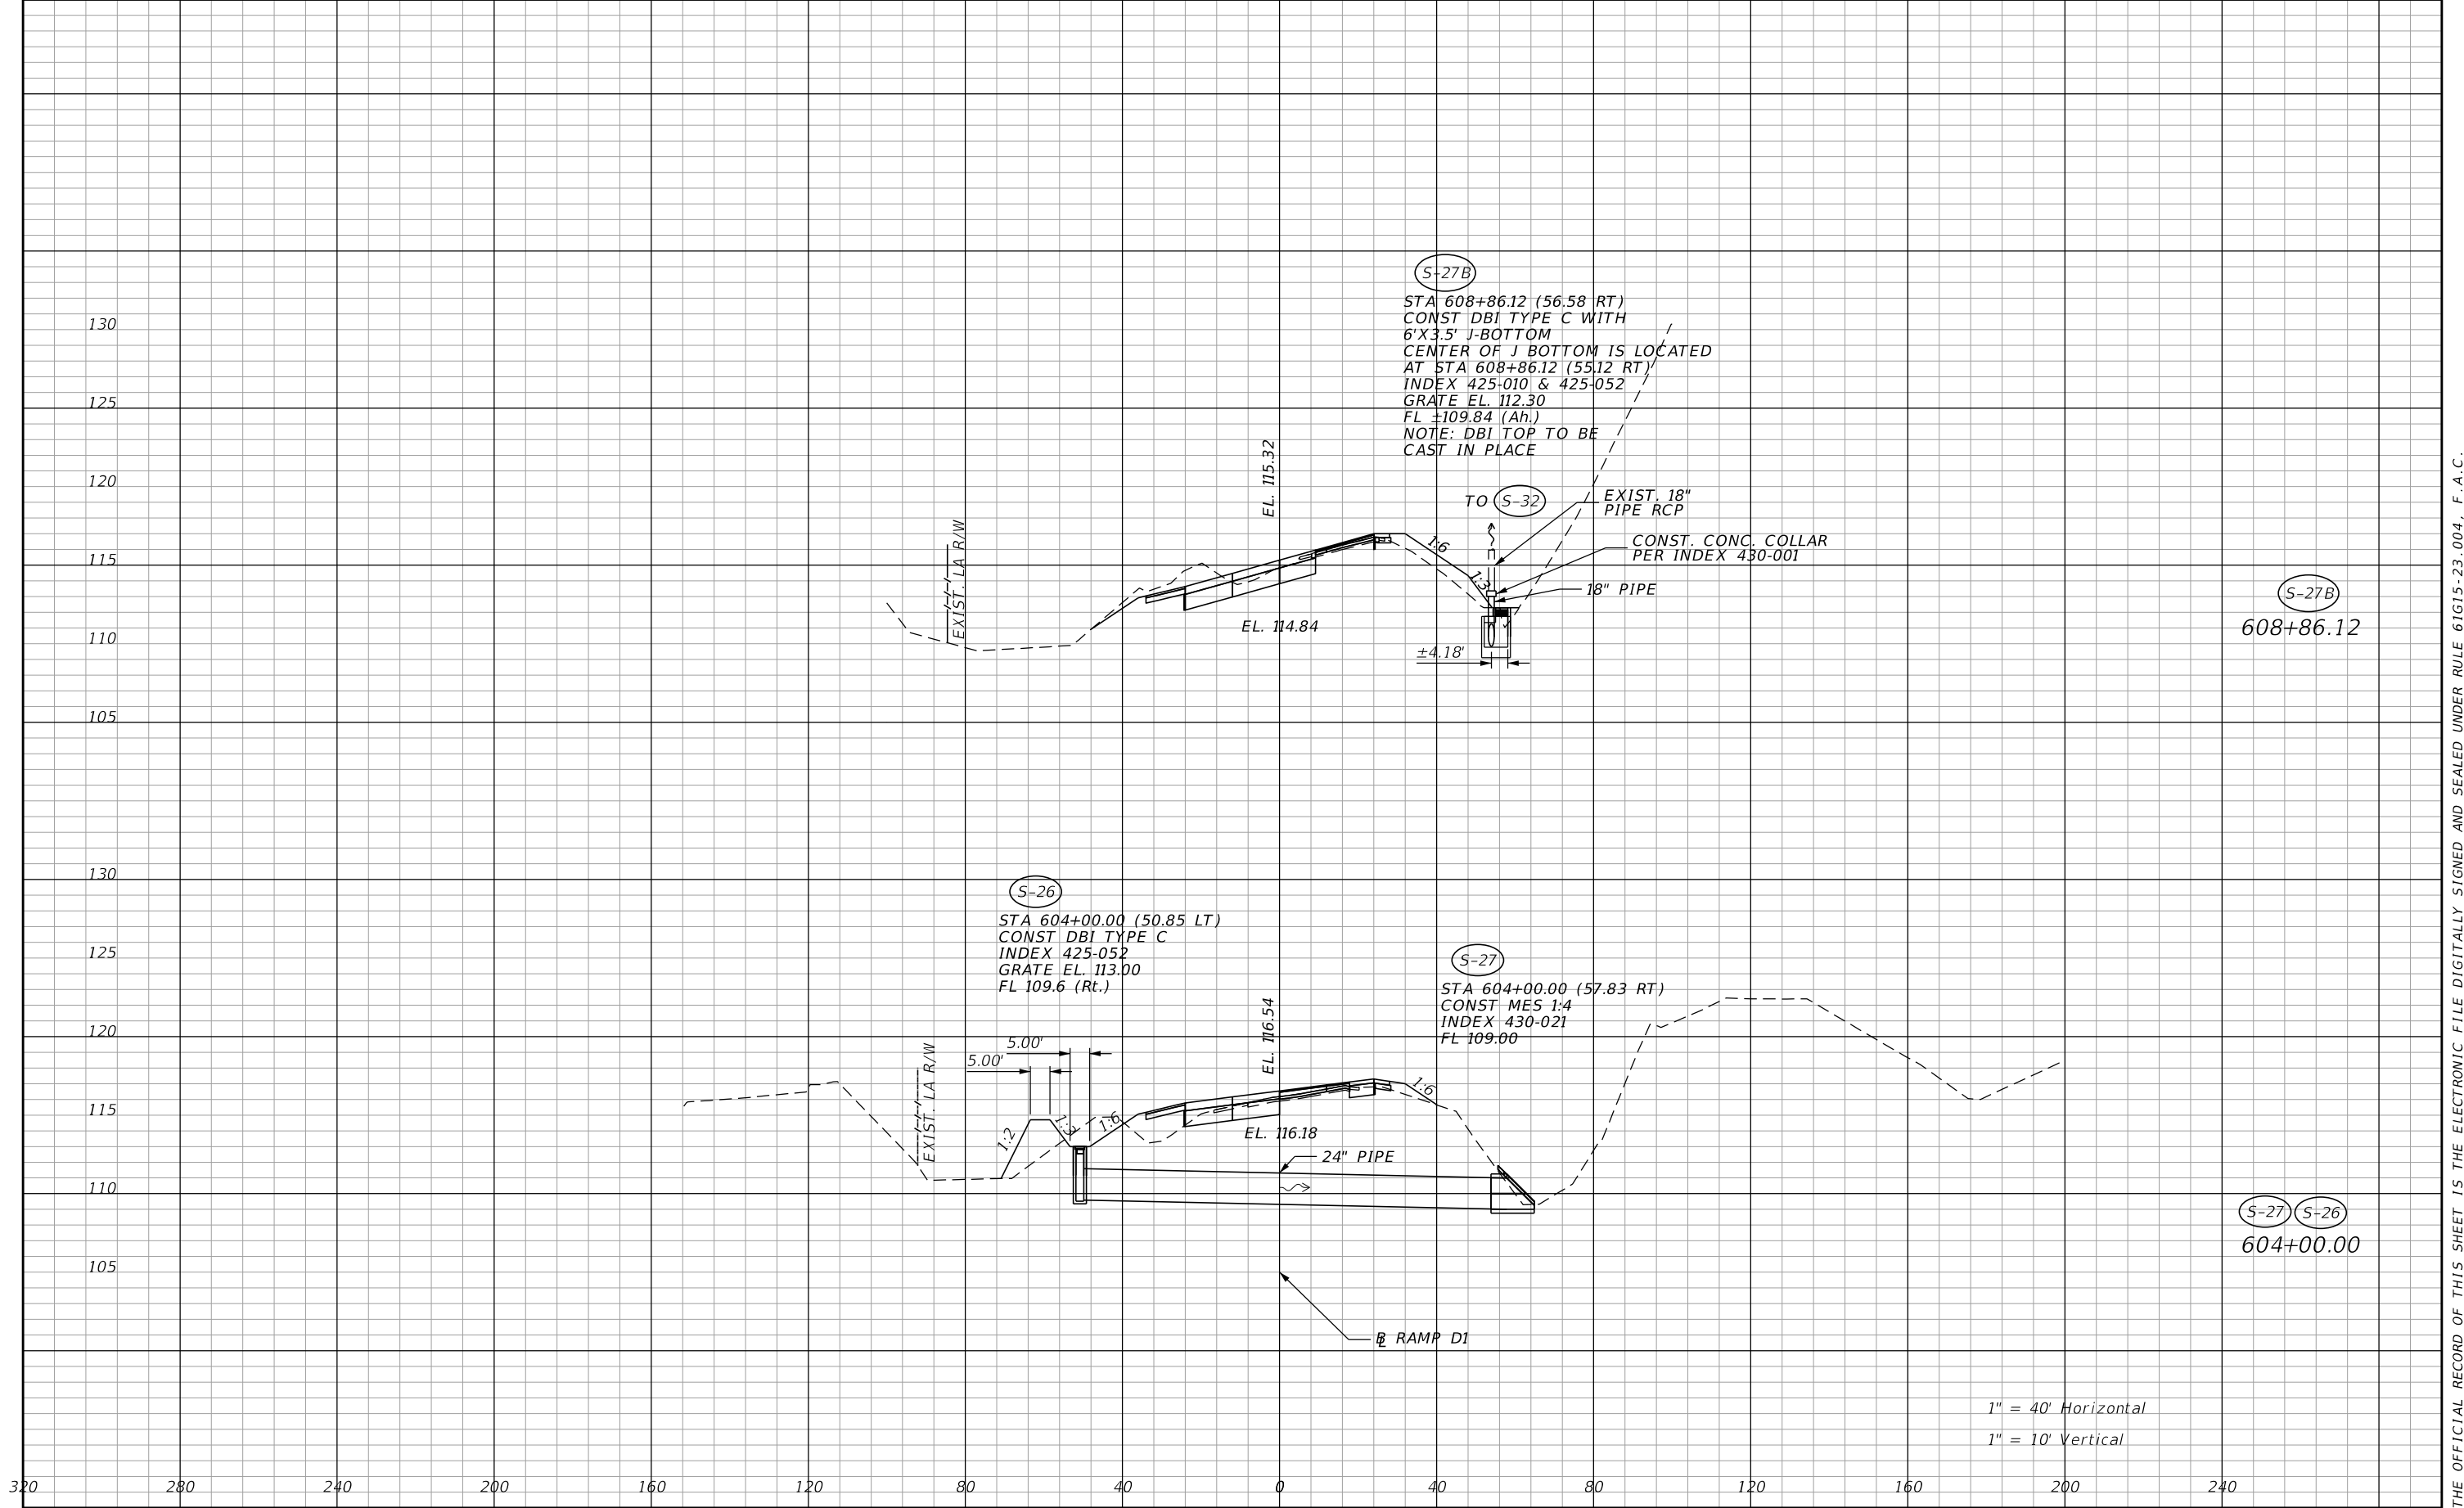 S-27B
STA 608+86.12 (56.58 RT)
CONST DBI TYPE C WITH
6'X3.5' J-BOTTOM
CENTER OF J BOTTOM IS LOCATED
AT STA 608+86.12 (55.12 RT)
INDEX 425-010 & 425-052
GRATE EL. 112.30
FL ±109.84 (Ah.)
NOTE: DBI TOP TO BE
CAST IN PLACE
130
125
120
115
110
105
EL. 115.32
TO S-32
EXIST. 18"
PIPE RCP
CONST. CONC. COLLAR
PER INDEX 430-001
18" PIPE
EXIST. LA R/W
1:6
1:3
EL. 114.84
±4.18'
S-27B
608+86.12
130
125
120
115
110
105
S-26
STA 604+00.00 (50.85 LT)
CONST DBI TYPE C
INDEX 425-052
GRATE EL. 113.00
FL 109.6 (Rt.)
S-27
STA 604+00.00 (57.83 RT)
CONST MES 1:4
INDEX 430-021
FL 109.00
EL. 116.54
5.00'
5.00'
EXIST. LA R/W
1:2
1:3
1:6
1:6
EL. 116.18
24" PIPE
S-27 S-26
604+00.00
BL RAMP D1
1" = 40' Horizontal
1" = 10' Vertical
320 280 240 200 160 120 80 40 0 40 80 120 160 200 240
THE OFFICIAL RECORD OF THIS SHEET IS THE ELECTRONIC FILE DIGITALLY SIGNED AND SEALED UNDER RULE 61G15-23.004, F.A.C.